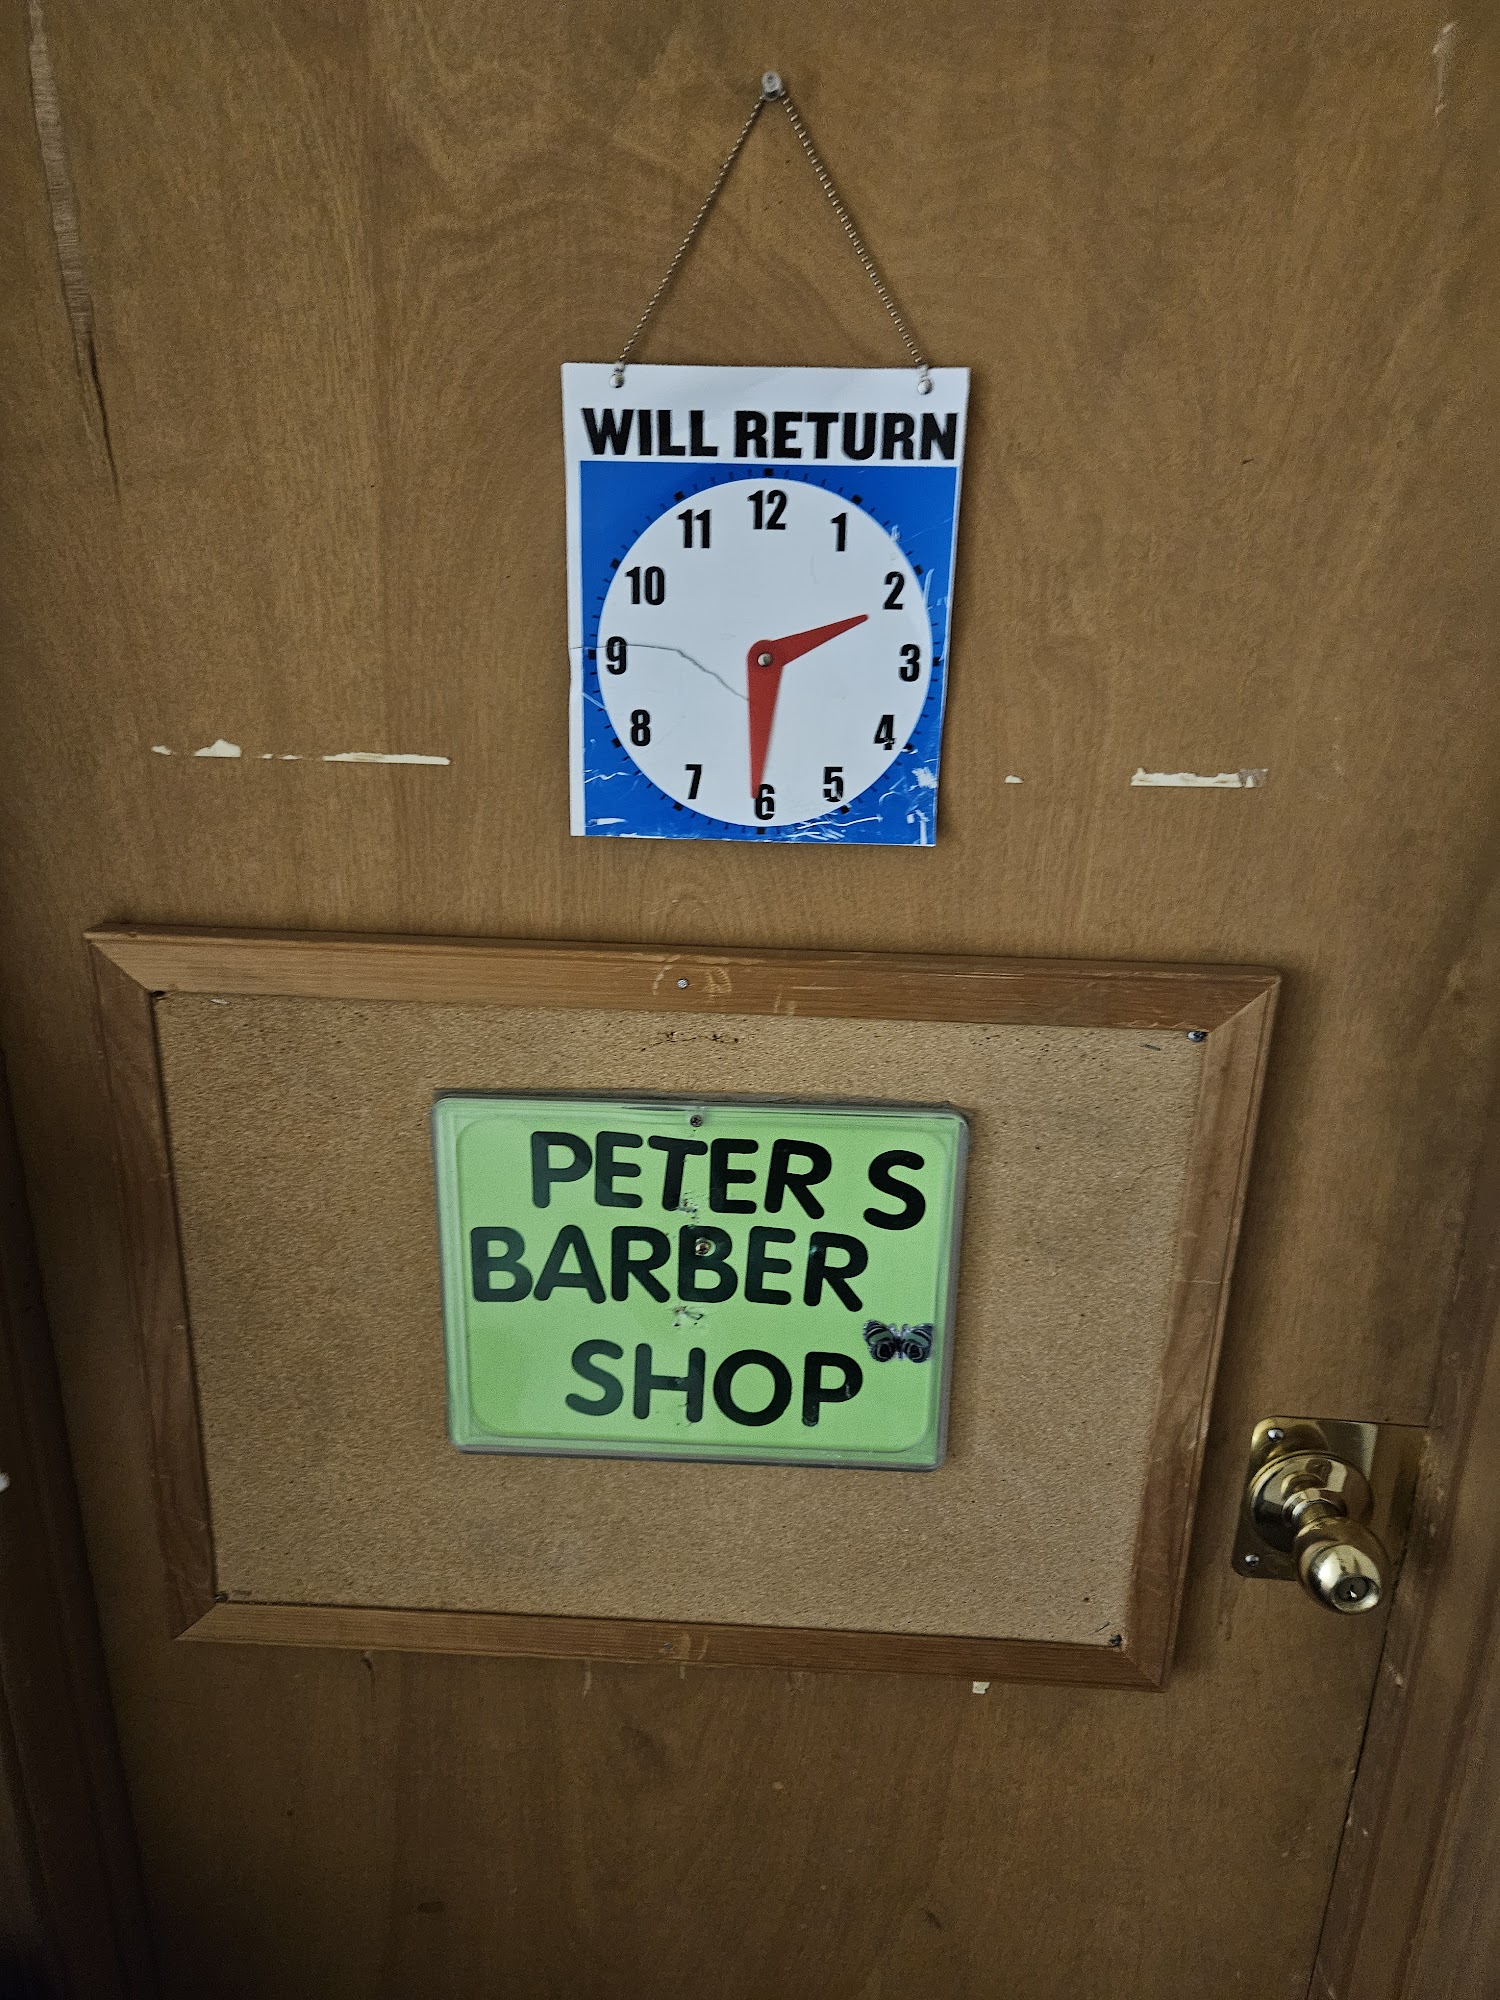 WILL RETURN
12
11 1
10 2
9 3
8 4
7 5
6
PETER S
BARBER
SHOP